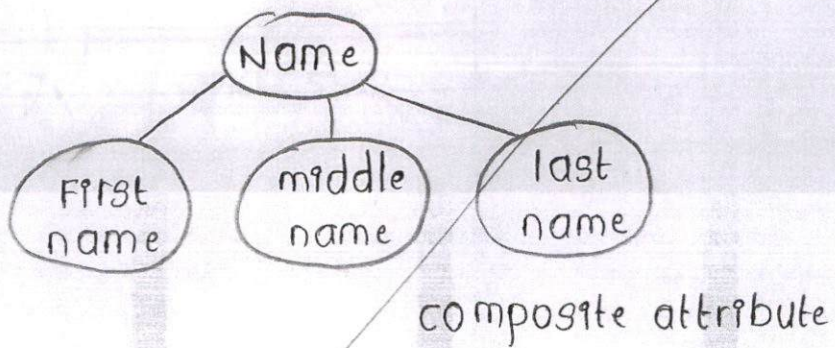 Name
First name
middle name
last name
composite attribute